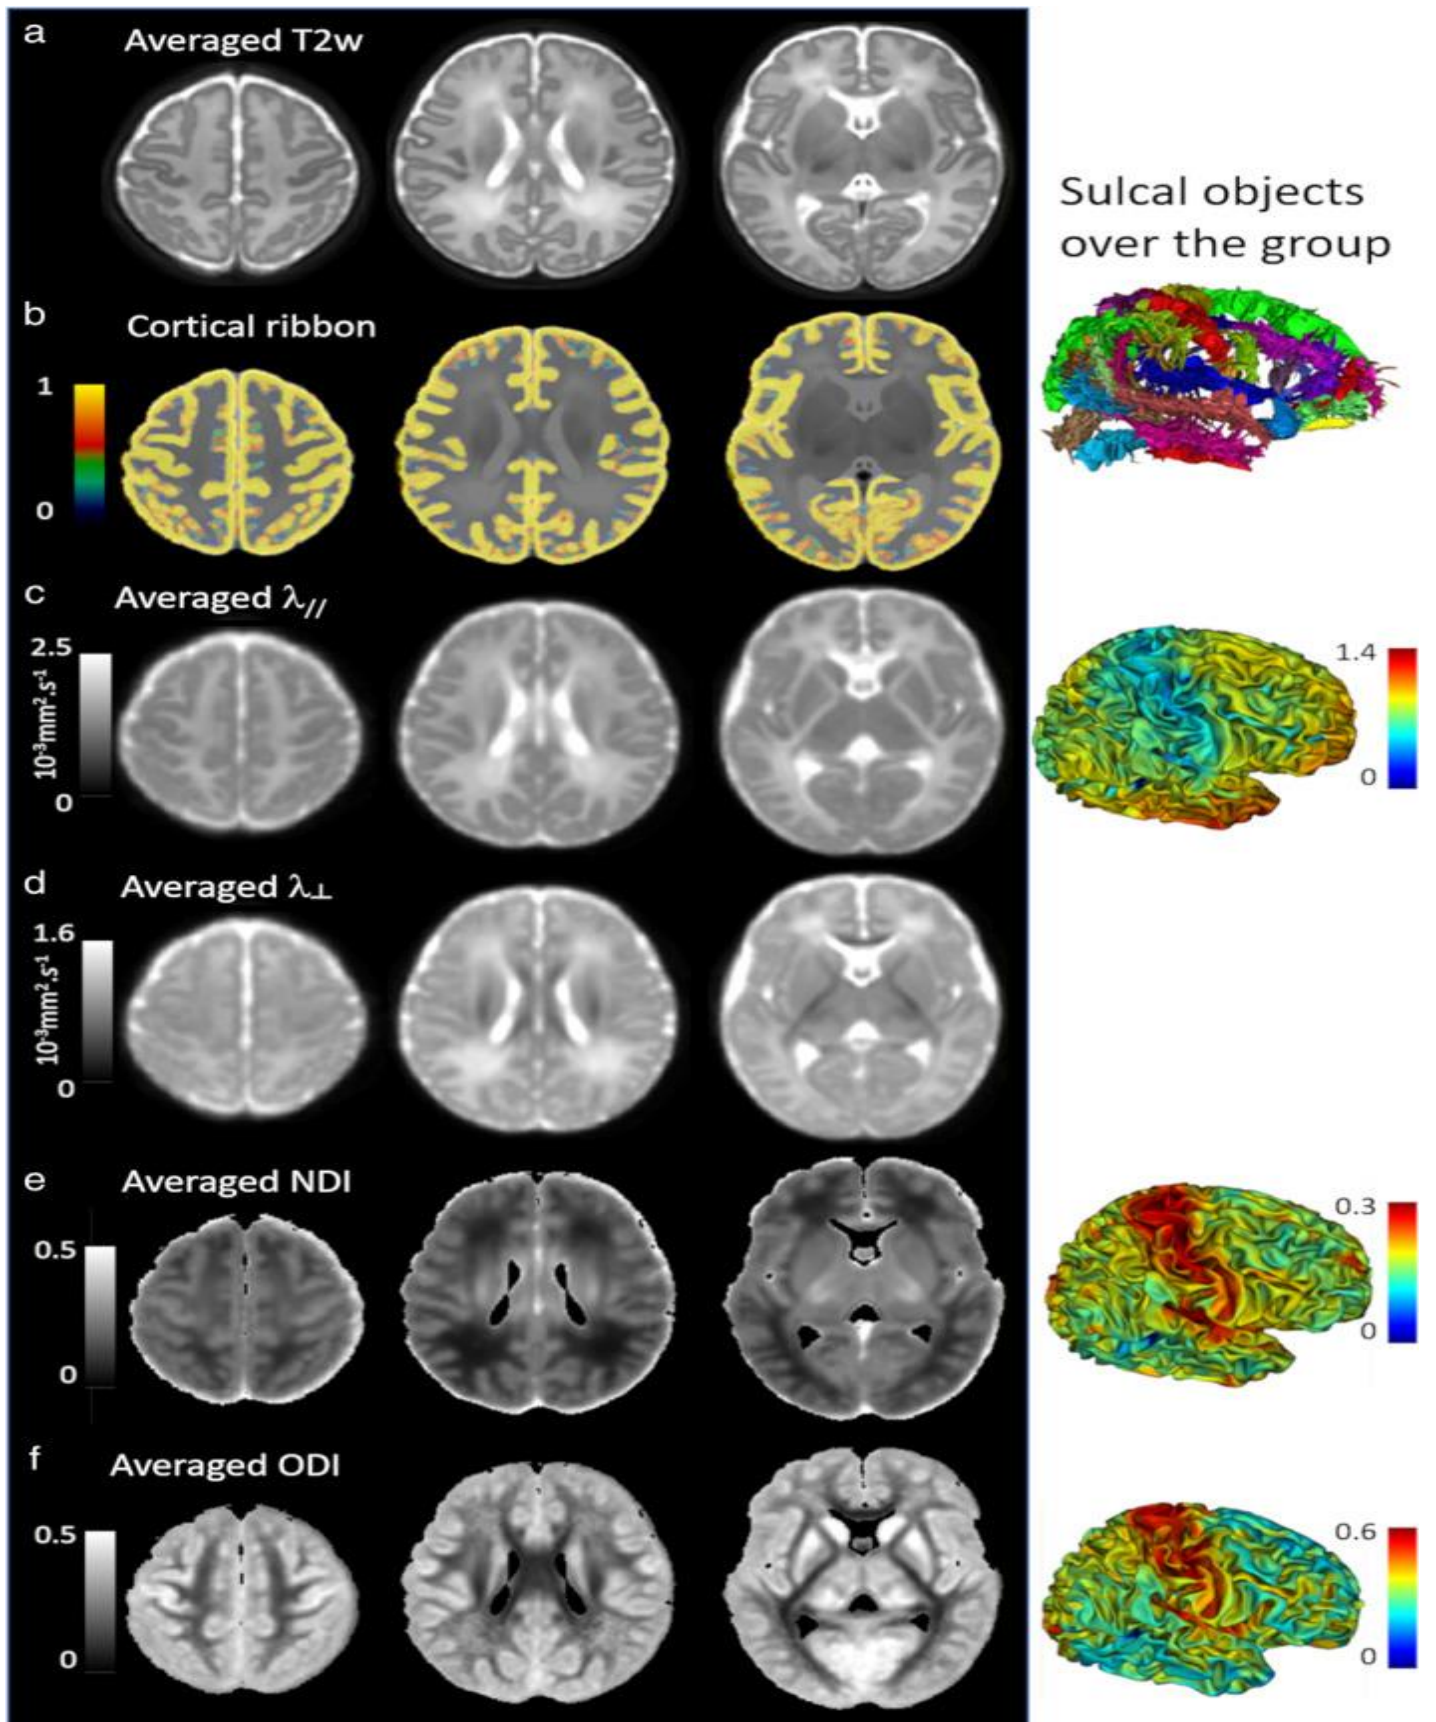 a
Averaged T2w
Sulcal objects
over the group
b
Cortical ribbon
1
0
c
Averaged λ//
2.5
10⁻³mm².s⁻¹
0
1.4
0
d
Averaged λ⊥
1.6
10⁻³mm².s⁻¹
0
e
Averaged NDI
0.5
0
0.3
0
f
Averaged ODI
0.5
0
0.6
0